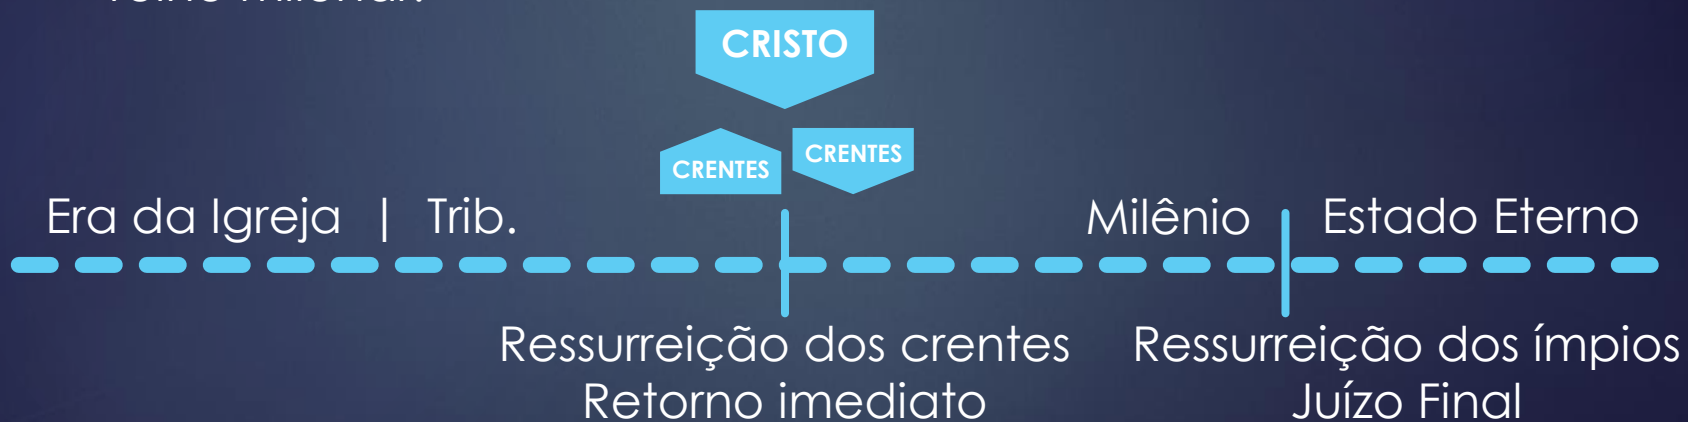 CRISTO
CRENTES
CRENTES
Era da Igreja | Trib.
Milênio
Estado Eterno
Ressurreição dos crentes
Retorno imediato
Ressurreição dos ímpios
Juízo Final